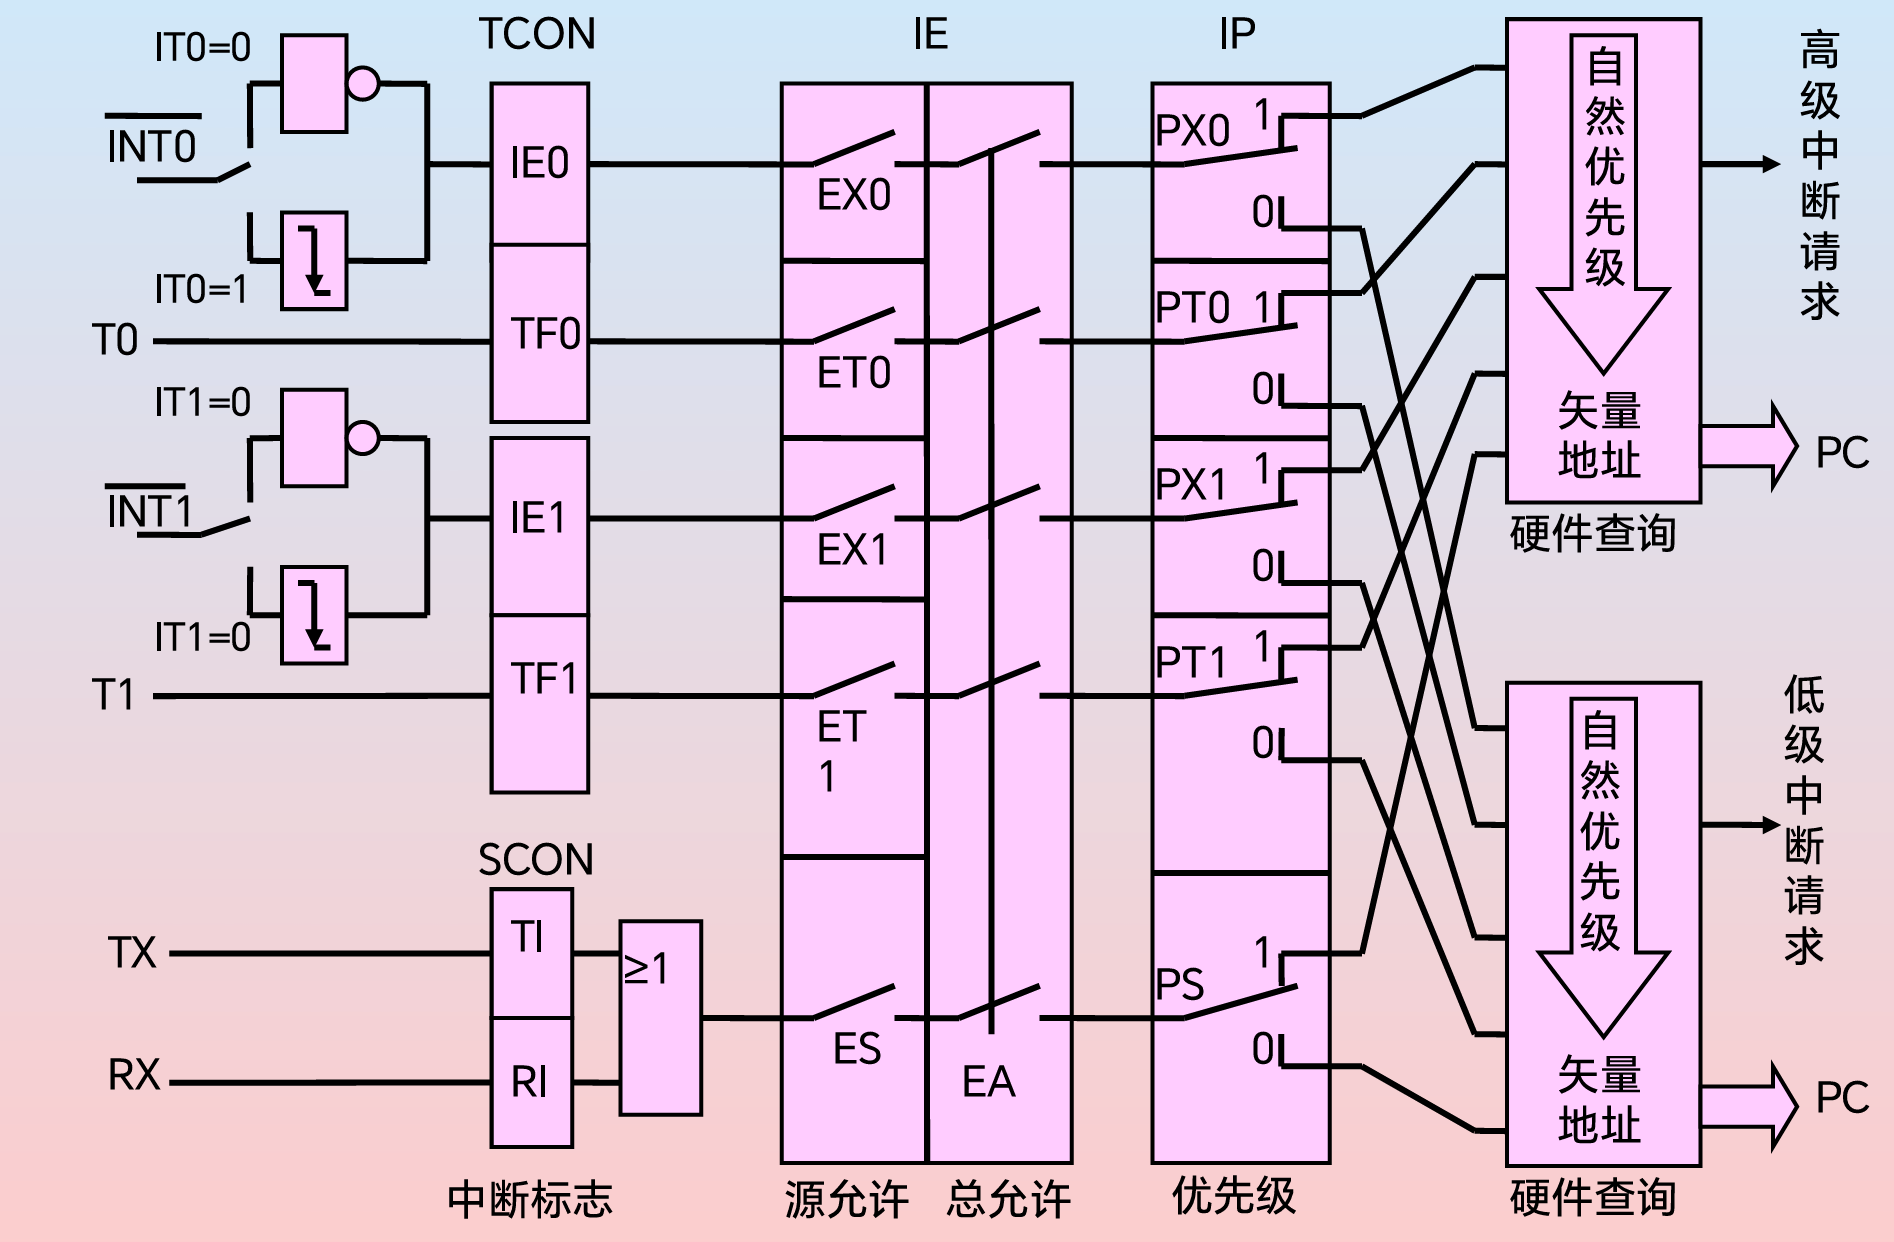 TCON
IE
IP
IT0=0
INT0
IT0=1
T0
IT1=0
INT1
IT1=0
T1
IE0
TF0
IE1
TF1
SCON
TX
RX
TI
RI
≥1
中断标志
EX0
ET0
EX1
ET
1
ES
EA
源允许
总允许
PX0
1
0
PT0
1
0
PX1
1
0
PT1
1
0
PS
1
0
优先级
自
然
优
先
级
矢量
地址
硬件查询
高
级
中
断
请
求
PC
自
然
优
先
级
矢量
地址
硬件查询
低
级
中
断
请
求
PC